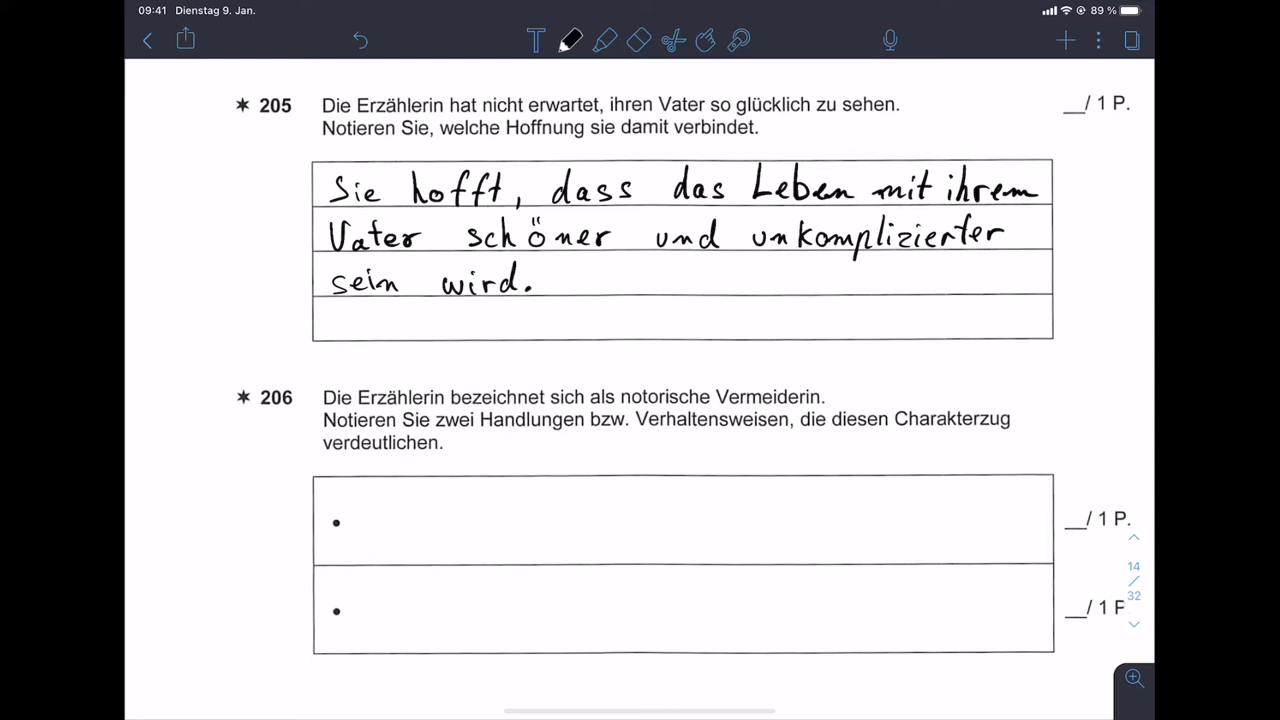 09:41 Dienstag 9. Jan.
89 %
T
★ 205 Die Erzählerin hat nicht erwartet, ihren Vater so glücklich zu sehen. __/ 1 P.
Notieren Sie, welche Hoffnung sie damit verbindet.
Sie hofft, dass das Leben mit ihrem
Vater schöner und unkomplizierter
sein wird.
★ 206 Die Erzählerin bezeichnet sich als notorische Vermeiderin.
Notieren Sie zwei Handlungen bzw. Verhaltensweisen, die diesen Charakterzug
verdeutlichen.
• __/ 1 P.
14
/
32
• __/ 1 P